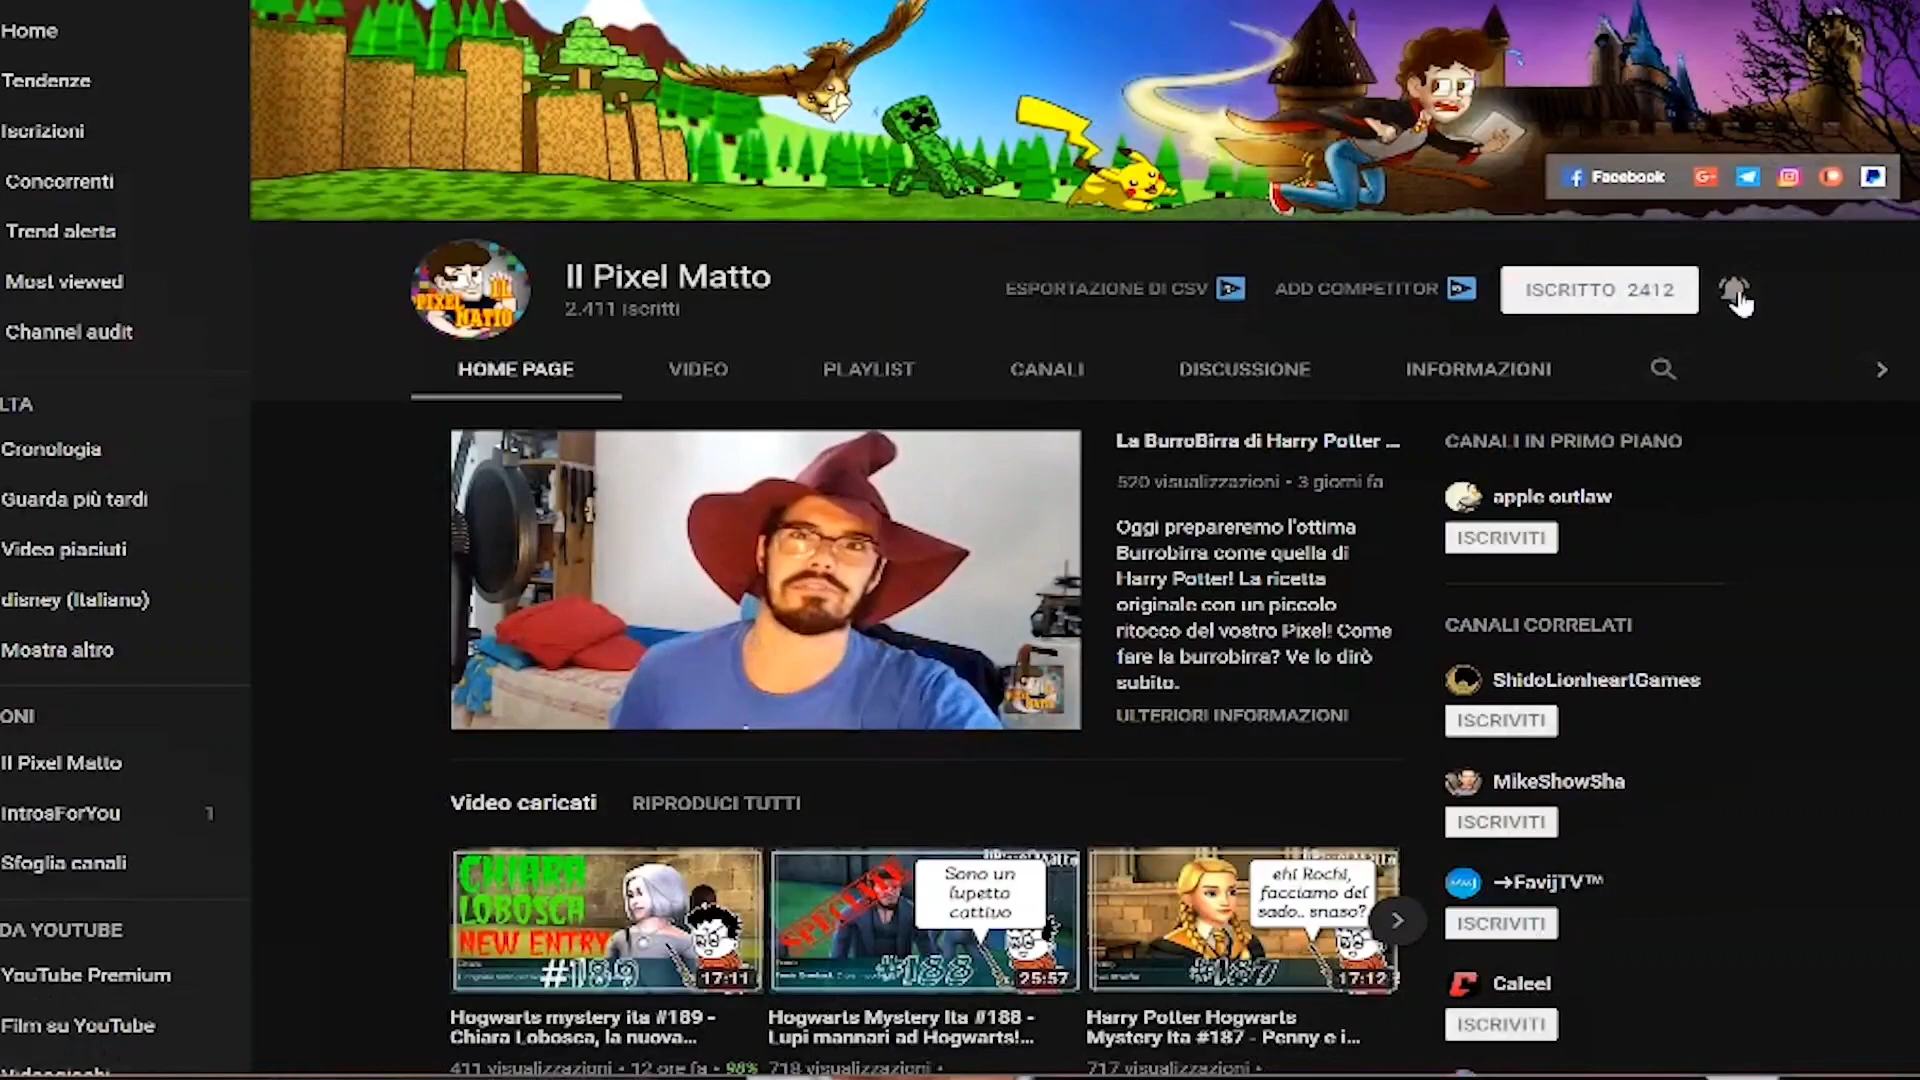 Home
Tendenze
Iscrizioni
Concorrenti
Trend alerts
Most viewed
Channel audit
LTA
Cronologia
Guarda più tardi
Video piaciuti
disney (Italiano)
Mostra altro
ONI
Il Pixel Matto
IntrosForYou 1
Sfoglia canali
DA YOUTUBE
YouTube Premium
Film su YouTube
Facebook
PIXEL IL
MATTO
Il Pixel Matto
2.411 iscritti
ESPORTAZIONE DI CSV
ADD COMPETITOR
ISCRITTO 2412
HOME PAGE
VIDEO
PLAYLIST
CANALI
DISCUSSIONE
INFORMAZIONI
La BurroBirra di Harry Potter ...
520 visualizzazioni • 3 giorni fa
Oggi prepareremo l'ottima
Burrobirra come quella di
Harry Potter! La ricetta
originale con un piccolo
ritocco del vostro Pixel! Come
fare la burrobirra? Ve lo dirò
subito.
ULTERIORI INFORMAZIONI
Video caricati RIPRODUCI TUTTI
CHIARA
LOBOSCA
NEW ENTRY
#189
17:11
Hogwarts mystery ita #189 -
Chiara Lobosca, la nuova...
411 visualizzazioni • 12 ore fa • 98%
SPECIALE
Sono un
lupetto
cattivo
#188
25:57
Hogwarts Mystery Ita #188 -
Lupi mannari ad Hogwarts!...
718 visualizzazioni •
ehi Rochi,
facciamo del
sado.. snaso?
#187
17:12
Harry Potter Hogwarts
Mystery Ita #187 - Penny e i...
717 visualizzazioni •
CANALI IN PRIMO PIANO
apple outlaw
ISCRIVITI
CANALI CORRELATI
ShidoLionheartGames
ISCRIVITI
MikeShowSha
ISCRIVITI
→FavijTV™
ISCRIVITI
Caleel
ISCRIVITI